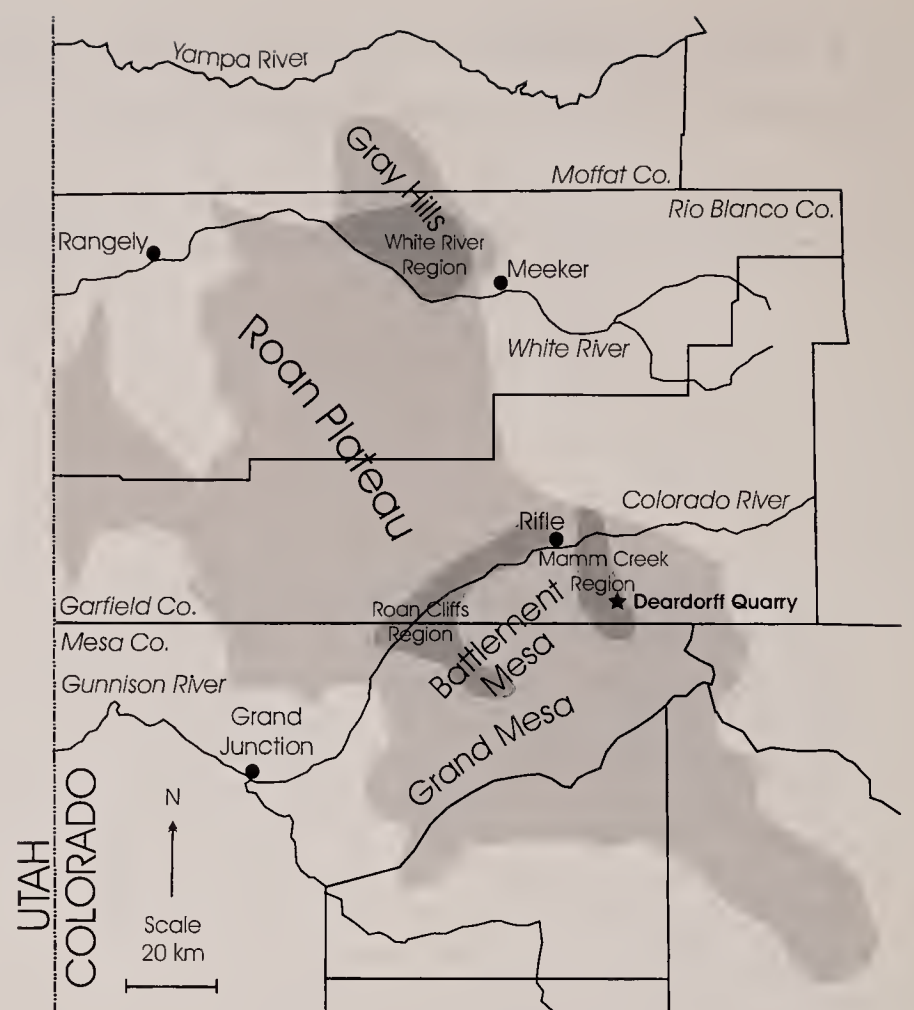 Yampa River
Gray Hills
Moffat Co.
Rio Blanco Co.
Rangely
White River
Region
Meeker
White River
Roan Plateau
Colorado River
Rifle
Mamm Creek
Region
Deardorff Quarry
Garfield Co.
Roan Cliffs
Region
Mesa Co.
Battlement
Mesa
Gunnison River
Grand
Junction
Grand Mesa
N
UTAH
COLORADO
Scale
20 km